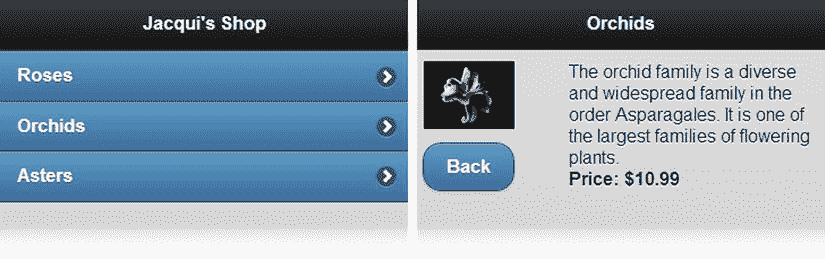 Jacqui's Shop
Roses
Orchids
Asters
Orchids
The orchid family is a diverse
and widespread family in the
order Asparagales. It is one of
the largest families of flowering
plants.
Price: $10.99
Back